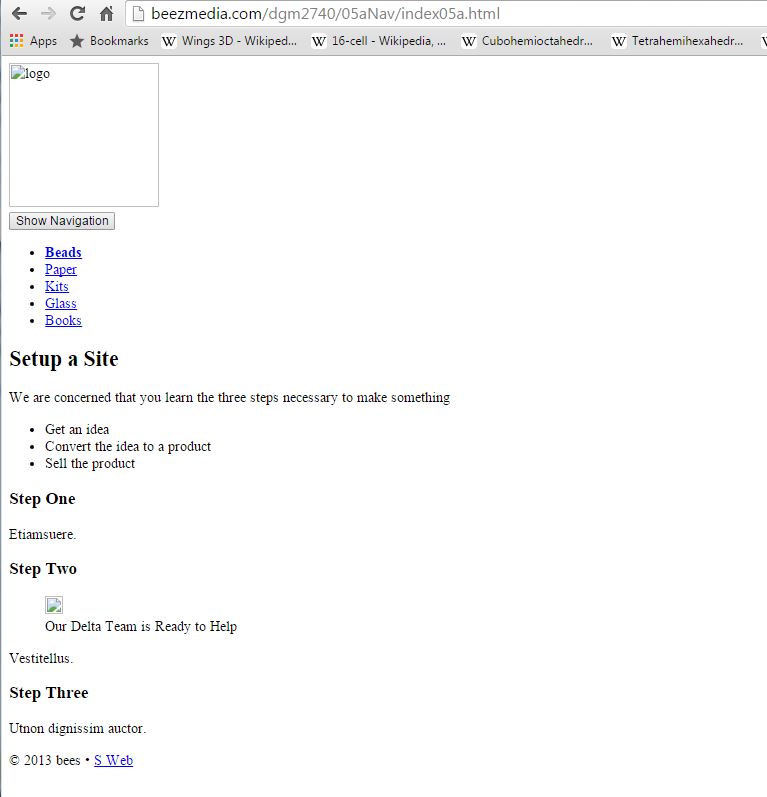 beezmedia.com/dgm2740/05aNav/index05a.html
Apps Bookmarks W Wings 3D - Wikiped... W 16-cell - Wikipedia, ... W Cubohemioctahedr... W Tetrahemihexahedr...
logo
Show Navigation
• Beads
• Paper
• Kits
• Glass
• Books
Setup a Site
We are concerned that you learn the three steps necessary to make something
• Get an idea
• Convert the idea to a product
• Sell the product
Step One
Etiamsuere.
Step Two
Our Delta Team is Ready to Help
Vestitellus.
Step Three
Utnon dignissim auctor.
© 2013 bees • S Web